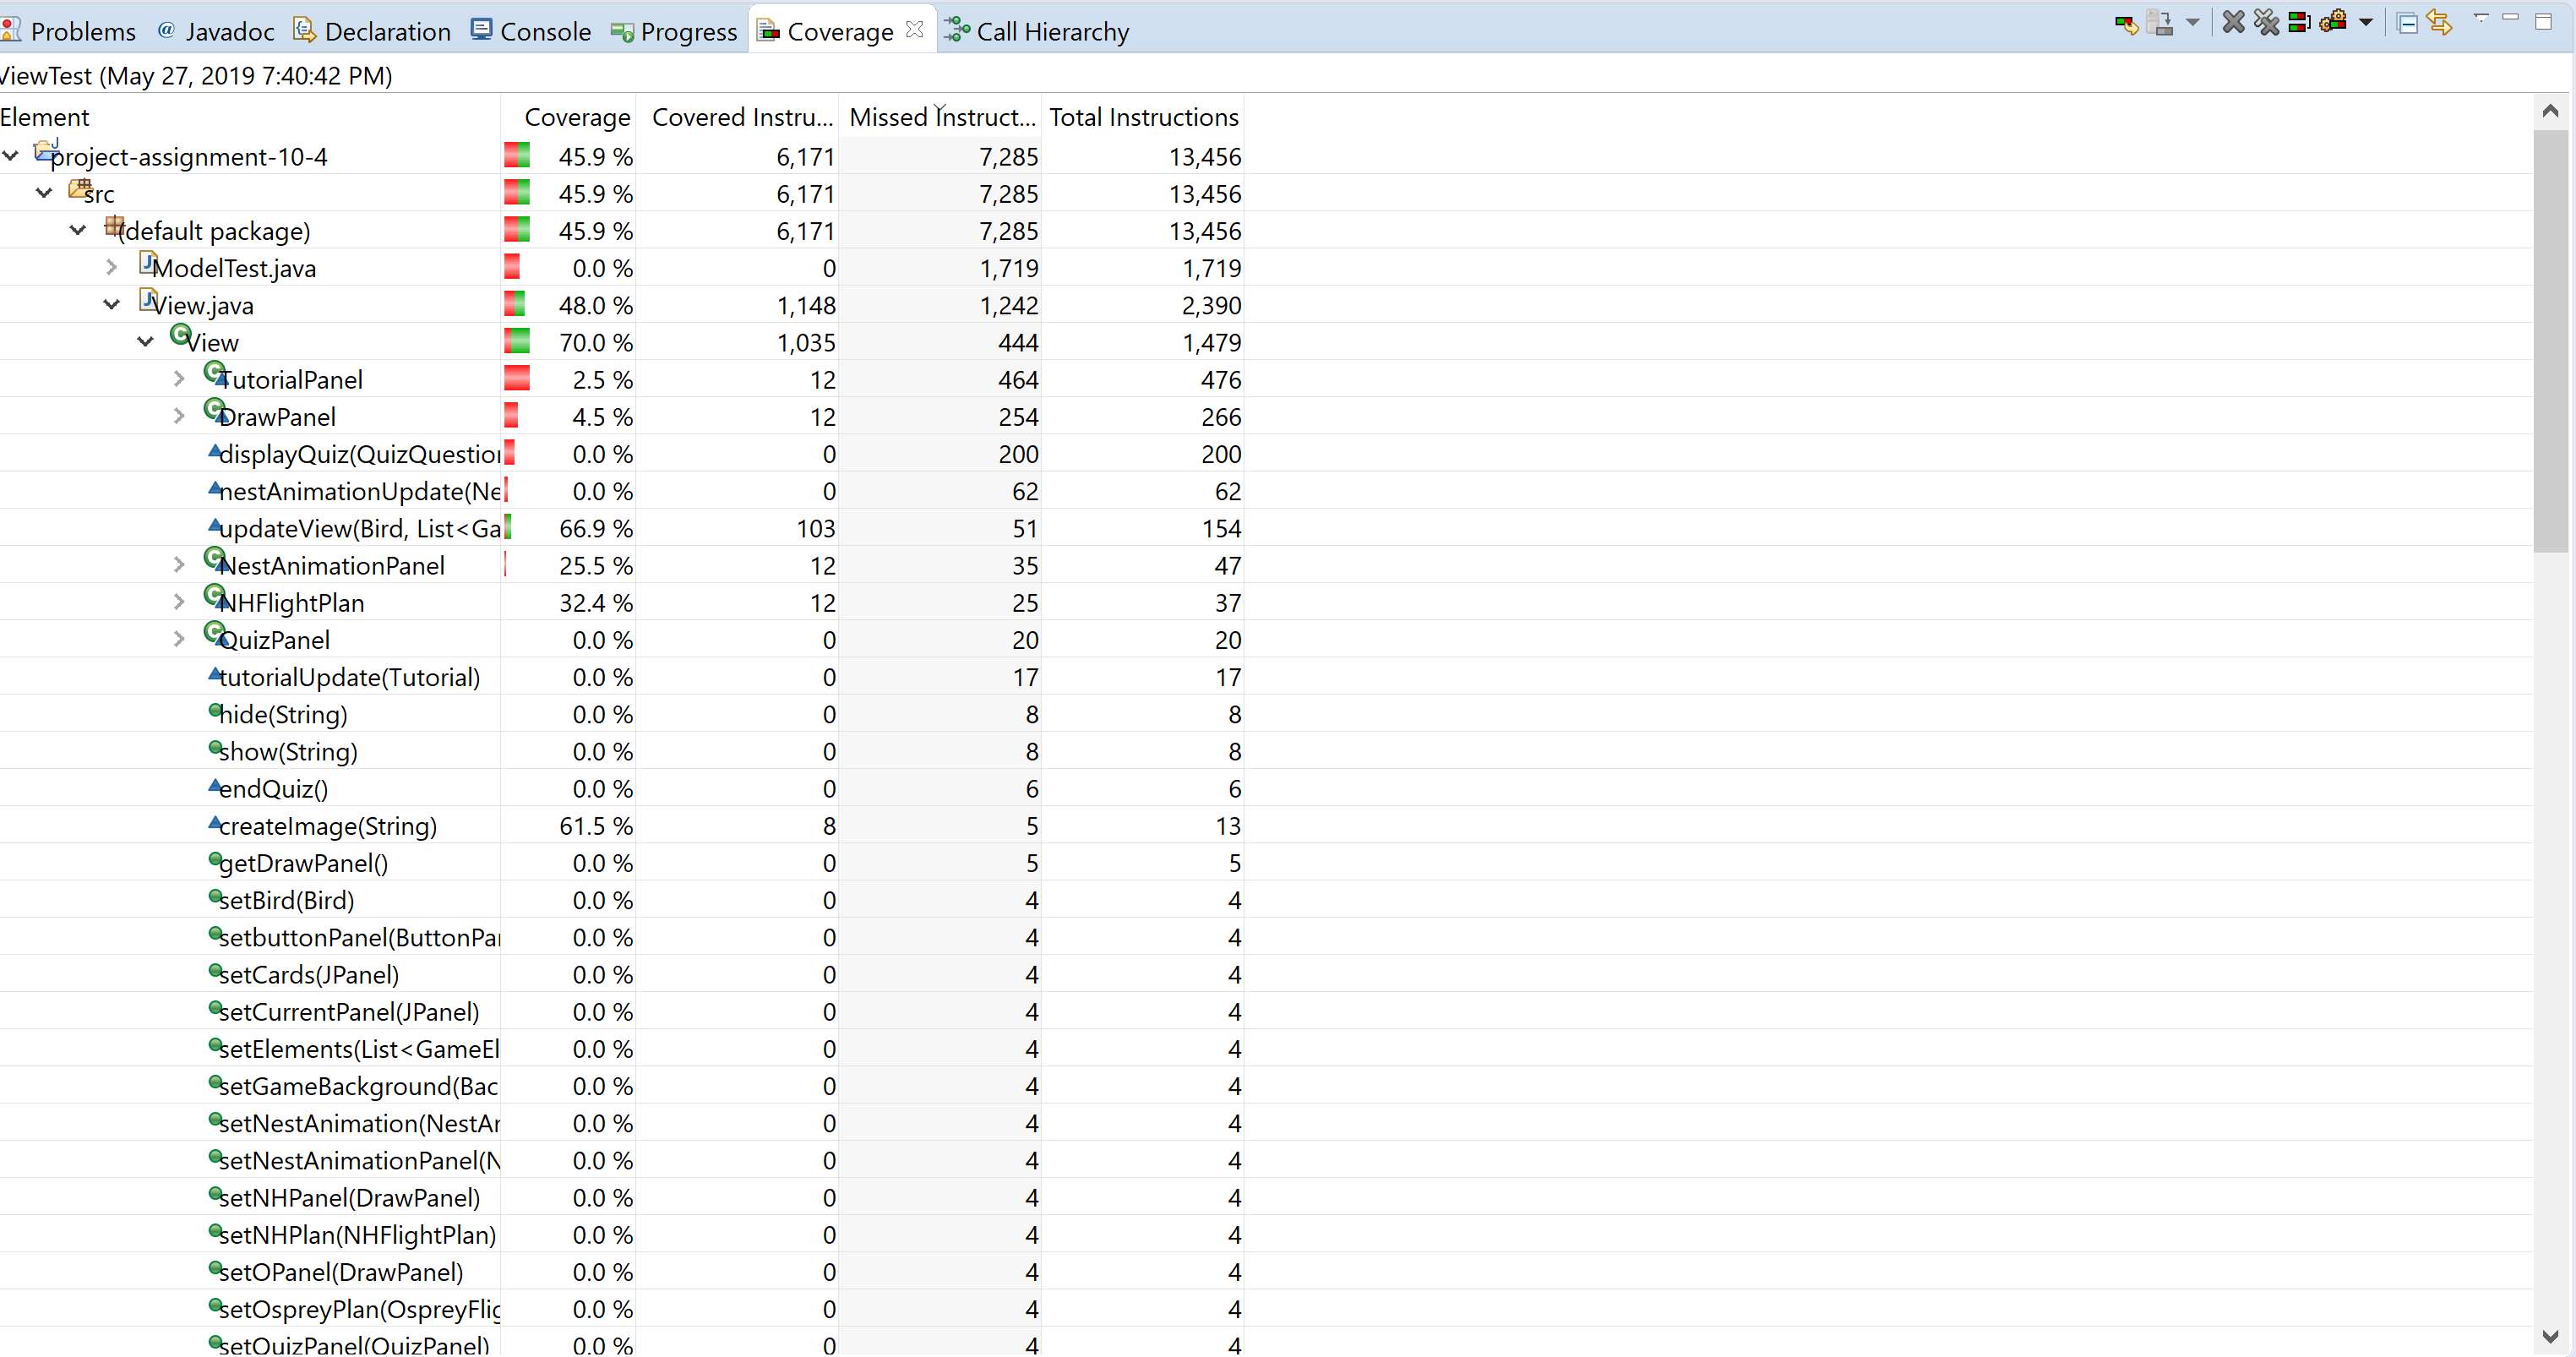 Problems @ Javadoc Declaration Console Progress Coverage Call Hierarchy
ViewTest (May 27, 2019 7:40:42 PM)
Element Coverage Covered Instru... Missed Instruct... Total Instructions
project-assignment-10-4 45.9 % 6,171 7,285 13,456
src 45.9 % 6,171 7,285 13,456
(default package) 45.9 % 6,171 7,285 13,456
ModelTest.java 0.0 % 0 1,719 1,719
View.java 48.0 % 1,148 1,242 2,390
View 70.0 % 1,035 444 1,479
TutorialPanel 2.5 % 12 464 476
DrawPanel 4.5 % 12 254 266
displayQuiz(QuizQuestion 0.0 % 0 200 200
nestAnimationUpdate(Ne 0.0 % 0 62 62
updateView(Bird, List<Ga 66.9 % 103 51 154
NestAnimationPanel 25.5 % 12 35 47
NHFlightPlan 32.4 % 12 25 37
QuizPanel 0.0 % 0 20 20
tutorialUpdate(Tutorial) 0.0 % 0 17 17
hide(String) 0.0 % 0 8 8
show(String) 0.0 % 0 8 8
endQuiz() 0.0 % 0 6 6
createImage(String) 61.5 % 8 5 13
getDrawPanel() 0.0 % 0 5 5
setBird(Bird) 0.0 % 0 4 4
setbuttonPanel(ButtonPan 0.0 % 0 4 4
setCards(JPanel) 0.0 % 0 4 4
setCurrentPanel(JPanel) 0.0 % 0 4 4
setElements(List<GameEl 0.0 % 0 4 4
setGameBackground(Bac 0.0 % 0 4 4
setNestAnimation(NestAn 0.0 % 0 4 4
setNestAnimationPanel(N 0.0 % 0 4 4
setNHPanel(DrawPanel) 0.0 % 0 4 4
setNHPlan(NHFlightPlan) 0.0 % 0 4 4
setOPanel(DrawPanel) 0.0 % 0 4 4
setOspreyPlan(OspreyFlig 0.0 % 0 4 4
setQuizPanel(QuizPanel) 0.0 % 0 4 4